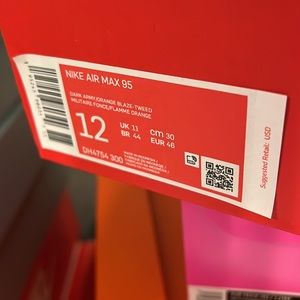 NIKE AIR MAX 95
DARK ARMY/ORANGE BLAZE-TWEED
MILITAIRE FONCE/FLAMME ORANGE
12
UK 11
BR 44
cm 30
EUR 46
DH4754 300
Suggested Retail: USD